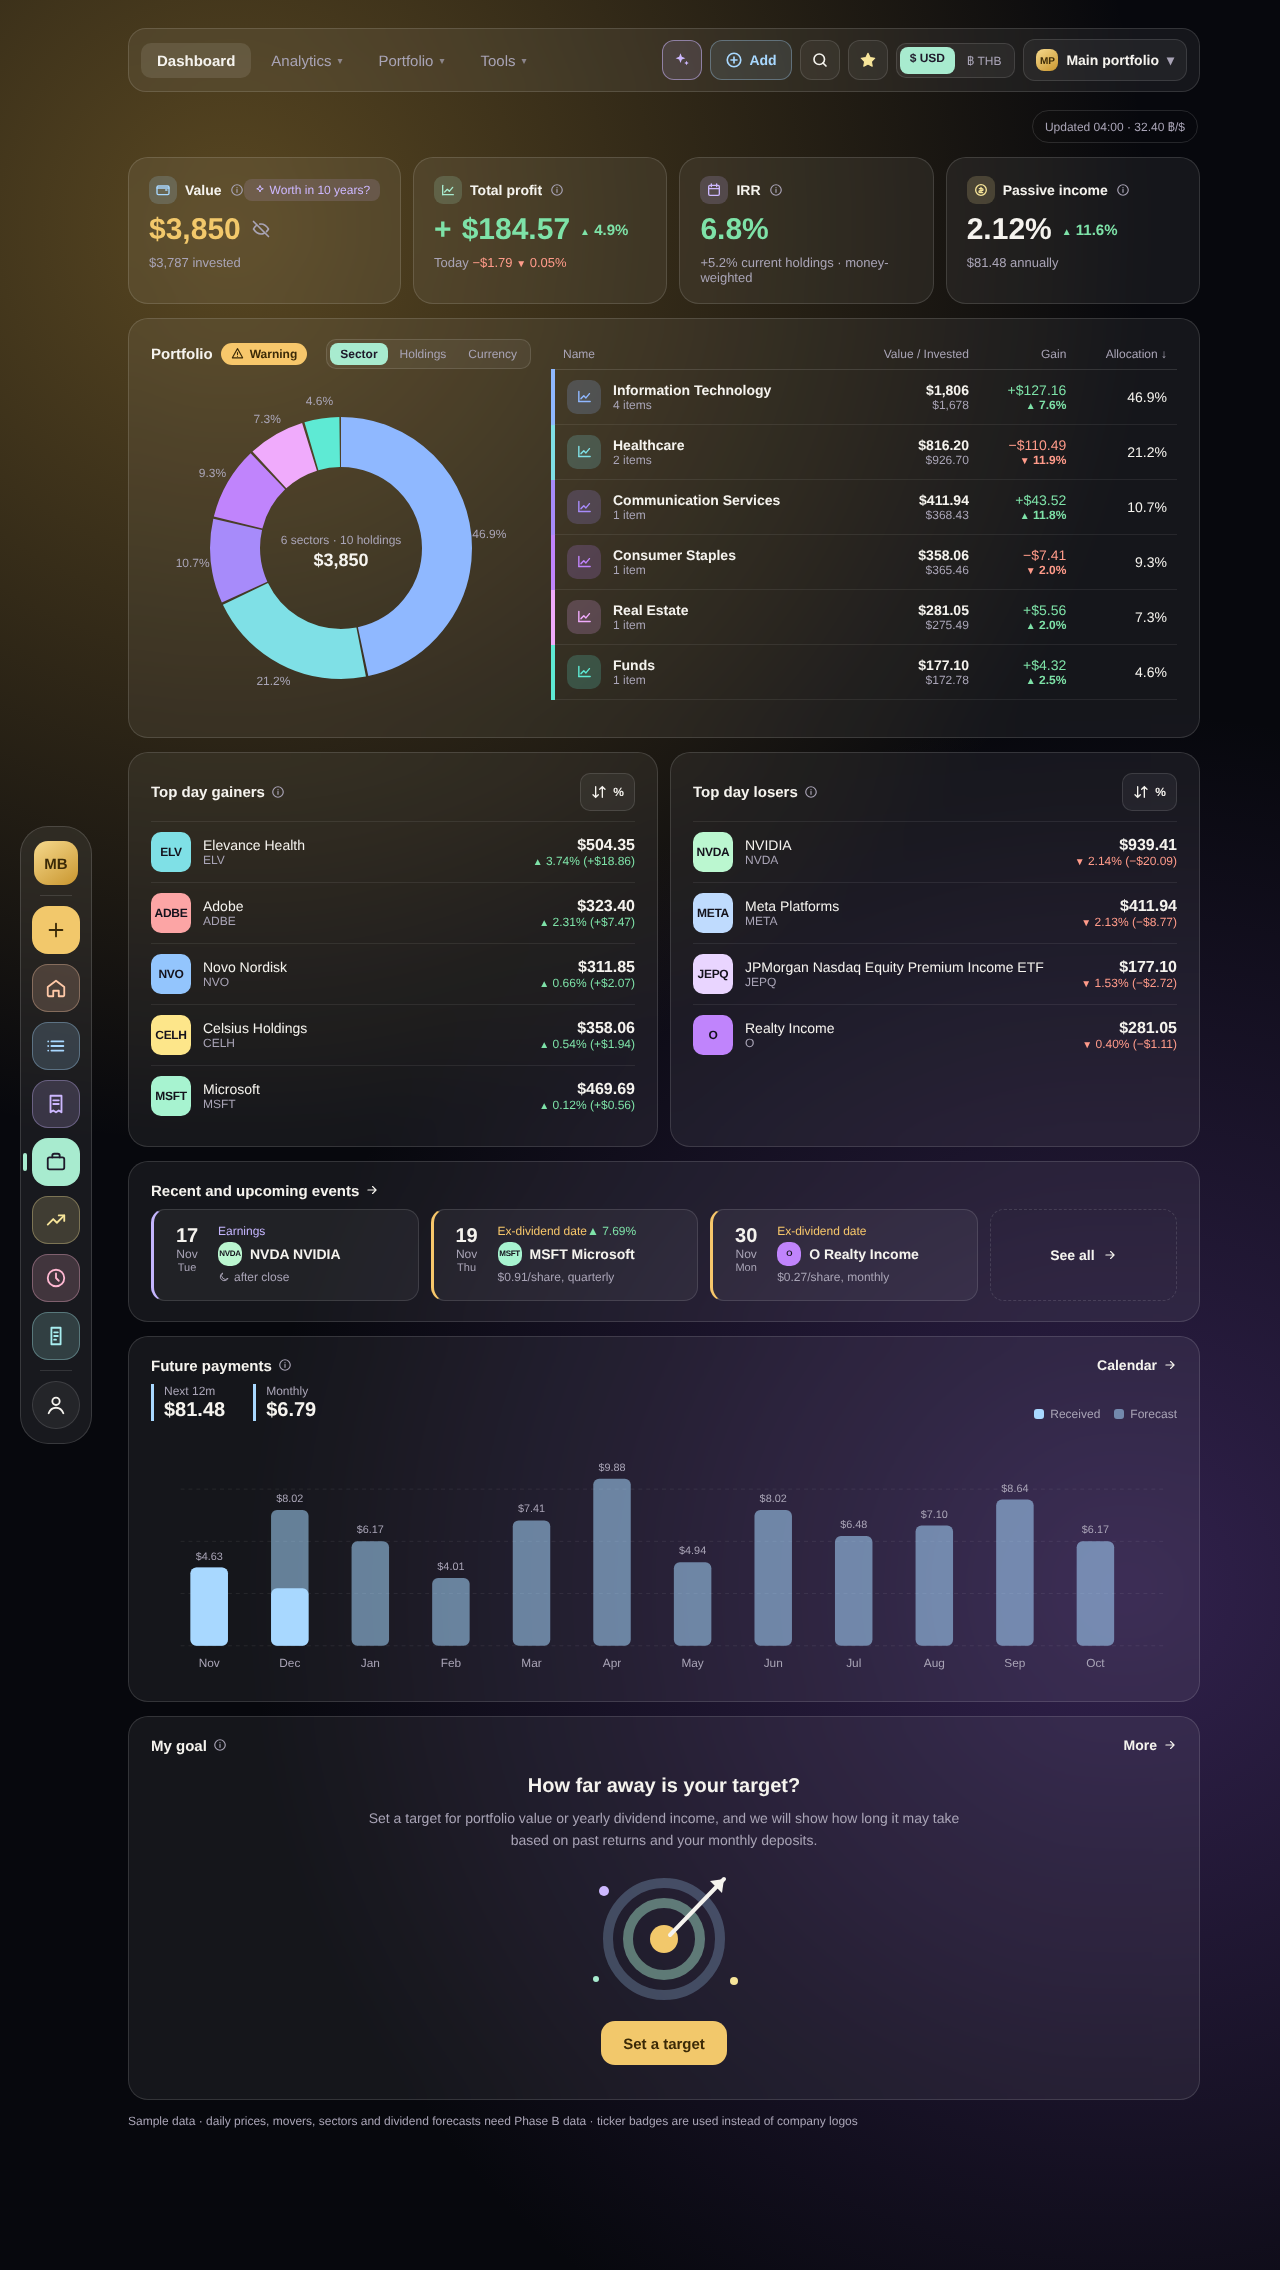 Dashboard Analytics ▾ Portfolio ▾ Tools ▾ Add $ USD ฿ THB MP Main portfolio ▾
Updated 04:00 · 32.40 ฿/$
Value Worth in 10 years?
$3,850
$3,787 invested
Total profit
+ $184.57 ▲ 4.9%
Today −$1.79 ▼ 0.05%
IRR
6.8%
+5.2% current holdings · money-
weighted
Passive income
2.12% ▲ 11.6%
$81.48 annually
Portfolio Warning Sector Holdings Currency
4.6%
7.3%
9.3%
46.9%
10.7%
21.2%
6 sectors · 10 holdings
$3,850
Name Value / Invested Gain Allocation ↓
Information Technology $1,806 +$127.16 46.9%
4 items $1,678 ▲ 7.6%
Healthcare $816.20 −$110.49 21.2%
2 items $926.70 ▼ 11.9%
Communication Services $411.94 +$43.52 10.7%
1 item $368.43 ▲ 11.8%
Consumer Staples $358.06 −$7.41 9.3%
1 item $365.46 ▼ 2.0%
Real Estate $281.05 +$5.56 7.3%
1 item $275.49 ▲ 2.0%
Funds $177.10 +$4.32 4.6%
1 item $172.78 ▲ 2.5%
Top day gainers %
ELV Elevance Health $504.35
ELV ▲ 3.74% (+$18.86)
ADBE Adobe $323.40
ADBE ▲ 2.31% (+$7.47)
NVO Novo Nordisk $311.85
NVO ▲ 0.66% (+$2.07)
CELH Celsius Holdings $358.06
CELH ▲ 0.54% (+$1.94)
MSFT Microsoft $469.69
MSFT ▲ 0.12% (+$0.56)
Top day losers %
NVDA NVIDIA $939.41
NVDA ▼ 2.14% (−$20.09)
META Meta Platforms $411.94
META ▼ 2.13% (−$8.77)
JEPQ JPMorgan Nasdaq Equity Premium Income ETF $177.10
JEPQ ▼ 1.53% (−$2.72)
O Realty Income $281.05
O ▼ 0.40% (−$1.11)
MB
Recent and upcoming events →
17 Nov Tue
Earnings
NVDA NVDA NVIDIA
after close
19 Nov Thu
Ex-dividend date ▲ 7.69%
MSFT MSFT Microsoft
$0.91/share, quarterly
30 Nov Mon
Ex-dividend date
O O Realty Income
$0.27/share, monthly
See all →
Future payments Calendar →
Next 12m Monthly
$81.48 $6.79
Received Forecast
$4.63 $8.02 $6.17 $4.01 $7.41 $9.88 $4.94 $8.02 $6.48 $7.10 $8.64 $6.17
Nov Dec Jan Feb Mar Apr May Jun Jul Aug Sep Oct
My goal More →
How far away is your target?
Set a target for portfolio value or yearly dividend income, and we will show how long it may take
based on past returns and your monthly deposits.
Set a target
Sample data · daily prices, movers, sectors and dividend forecasts need Phase B data · ticker badges are used instead of company logos